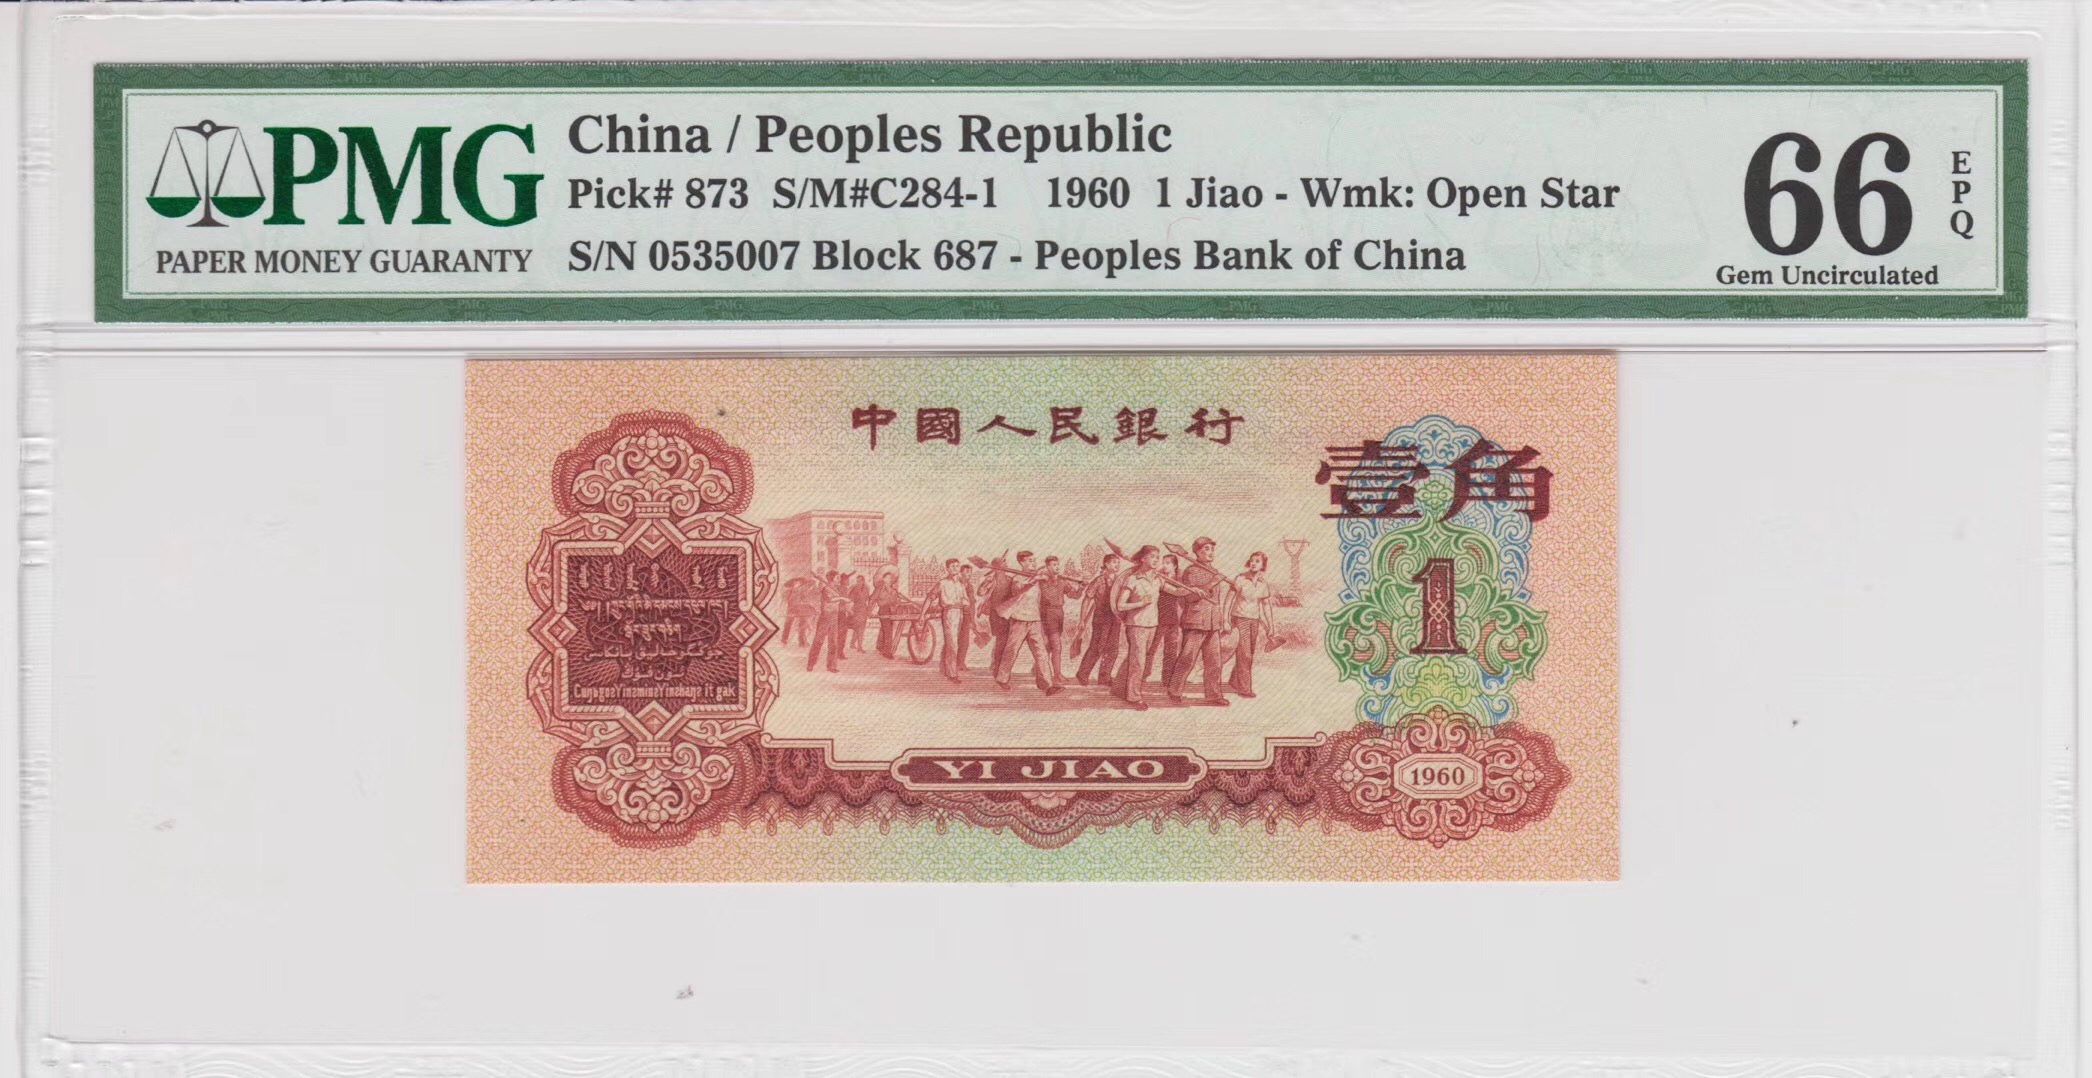 PMG
PAPER MONEY GUARANTY
China / Peoples Republic
Pick# 873 S/M#C284-1 1960 1 Jiao - Wmk: Open Star
S/N 0535007 Block 687 - Peoples Bank of China
66
EPQ
Gem Uncirculated
中國人民銀行
壹角
1
YI JIAO
1960